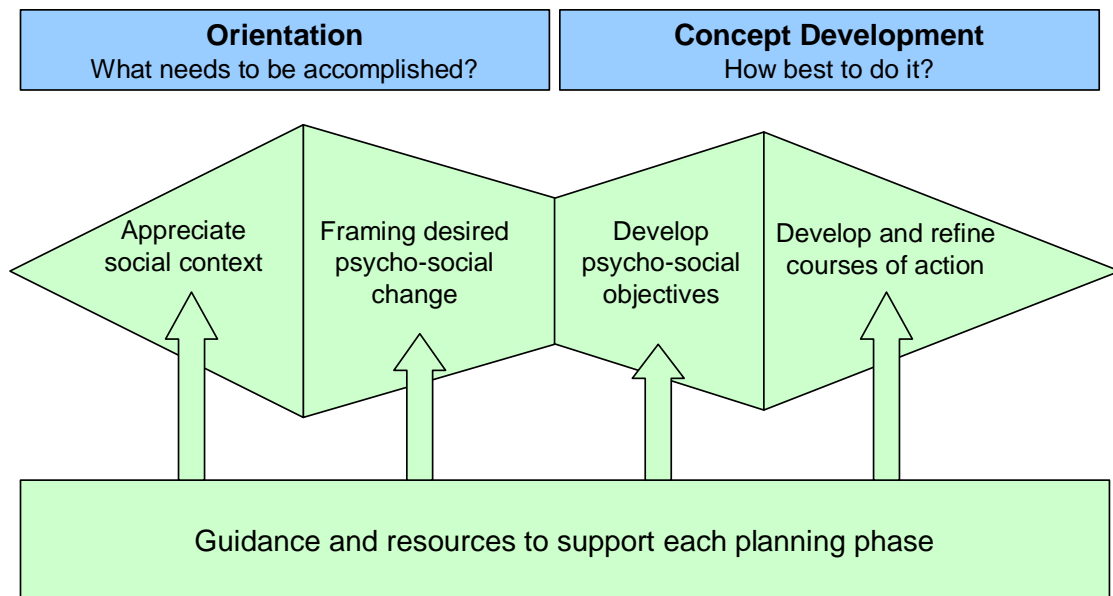 Orientation
What needs to be accomplished?
Concept Development
How best to do it?
Appreciate
social context
Framing desired
psycho-social
change
Develop
psycho-social
objectives
Develop and refine
courses of action
Guidance and resources to support each planning phase